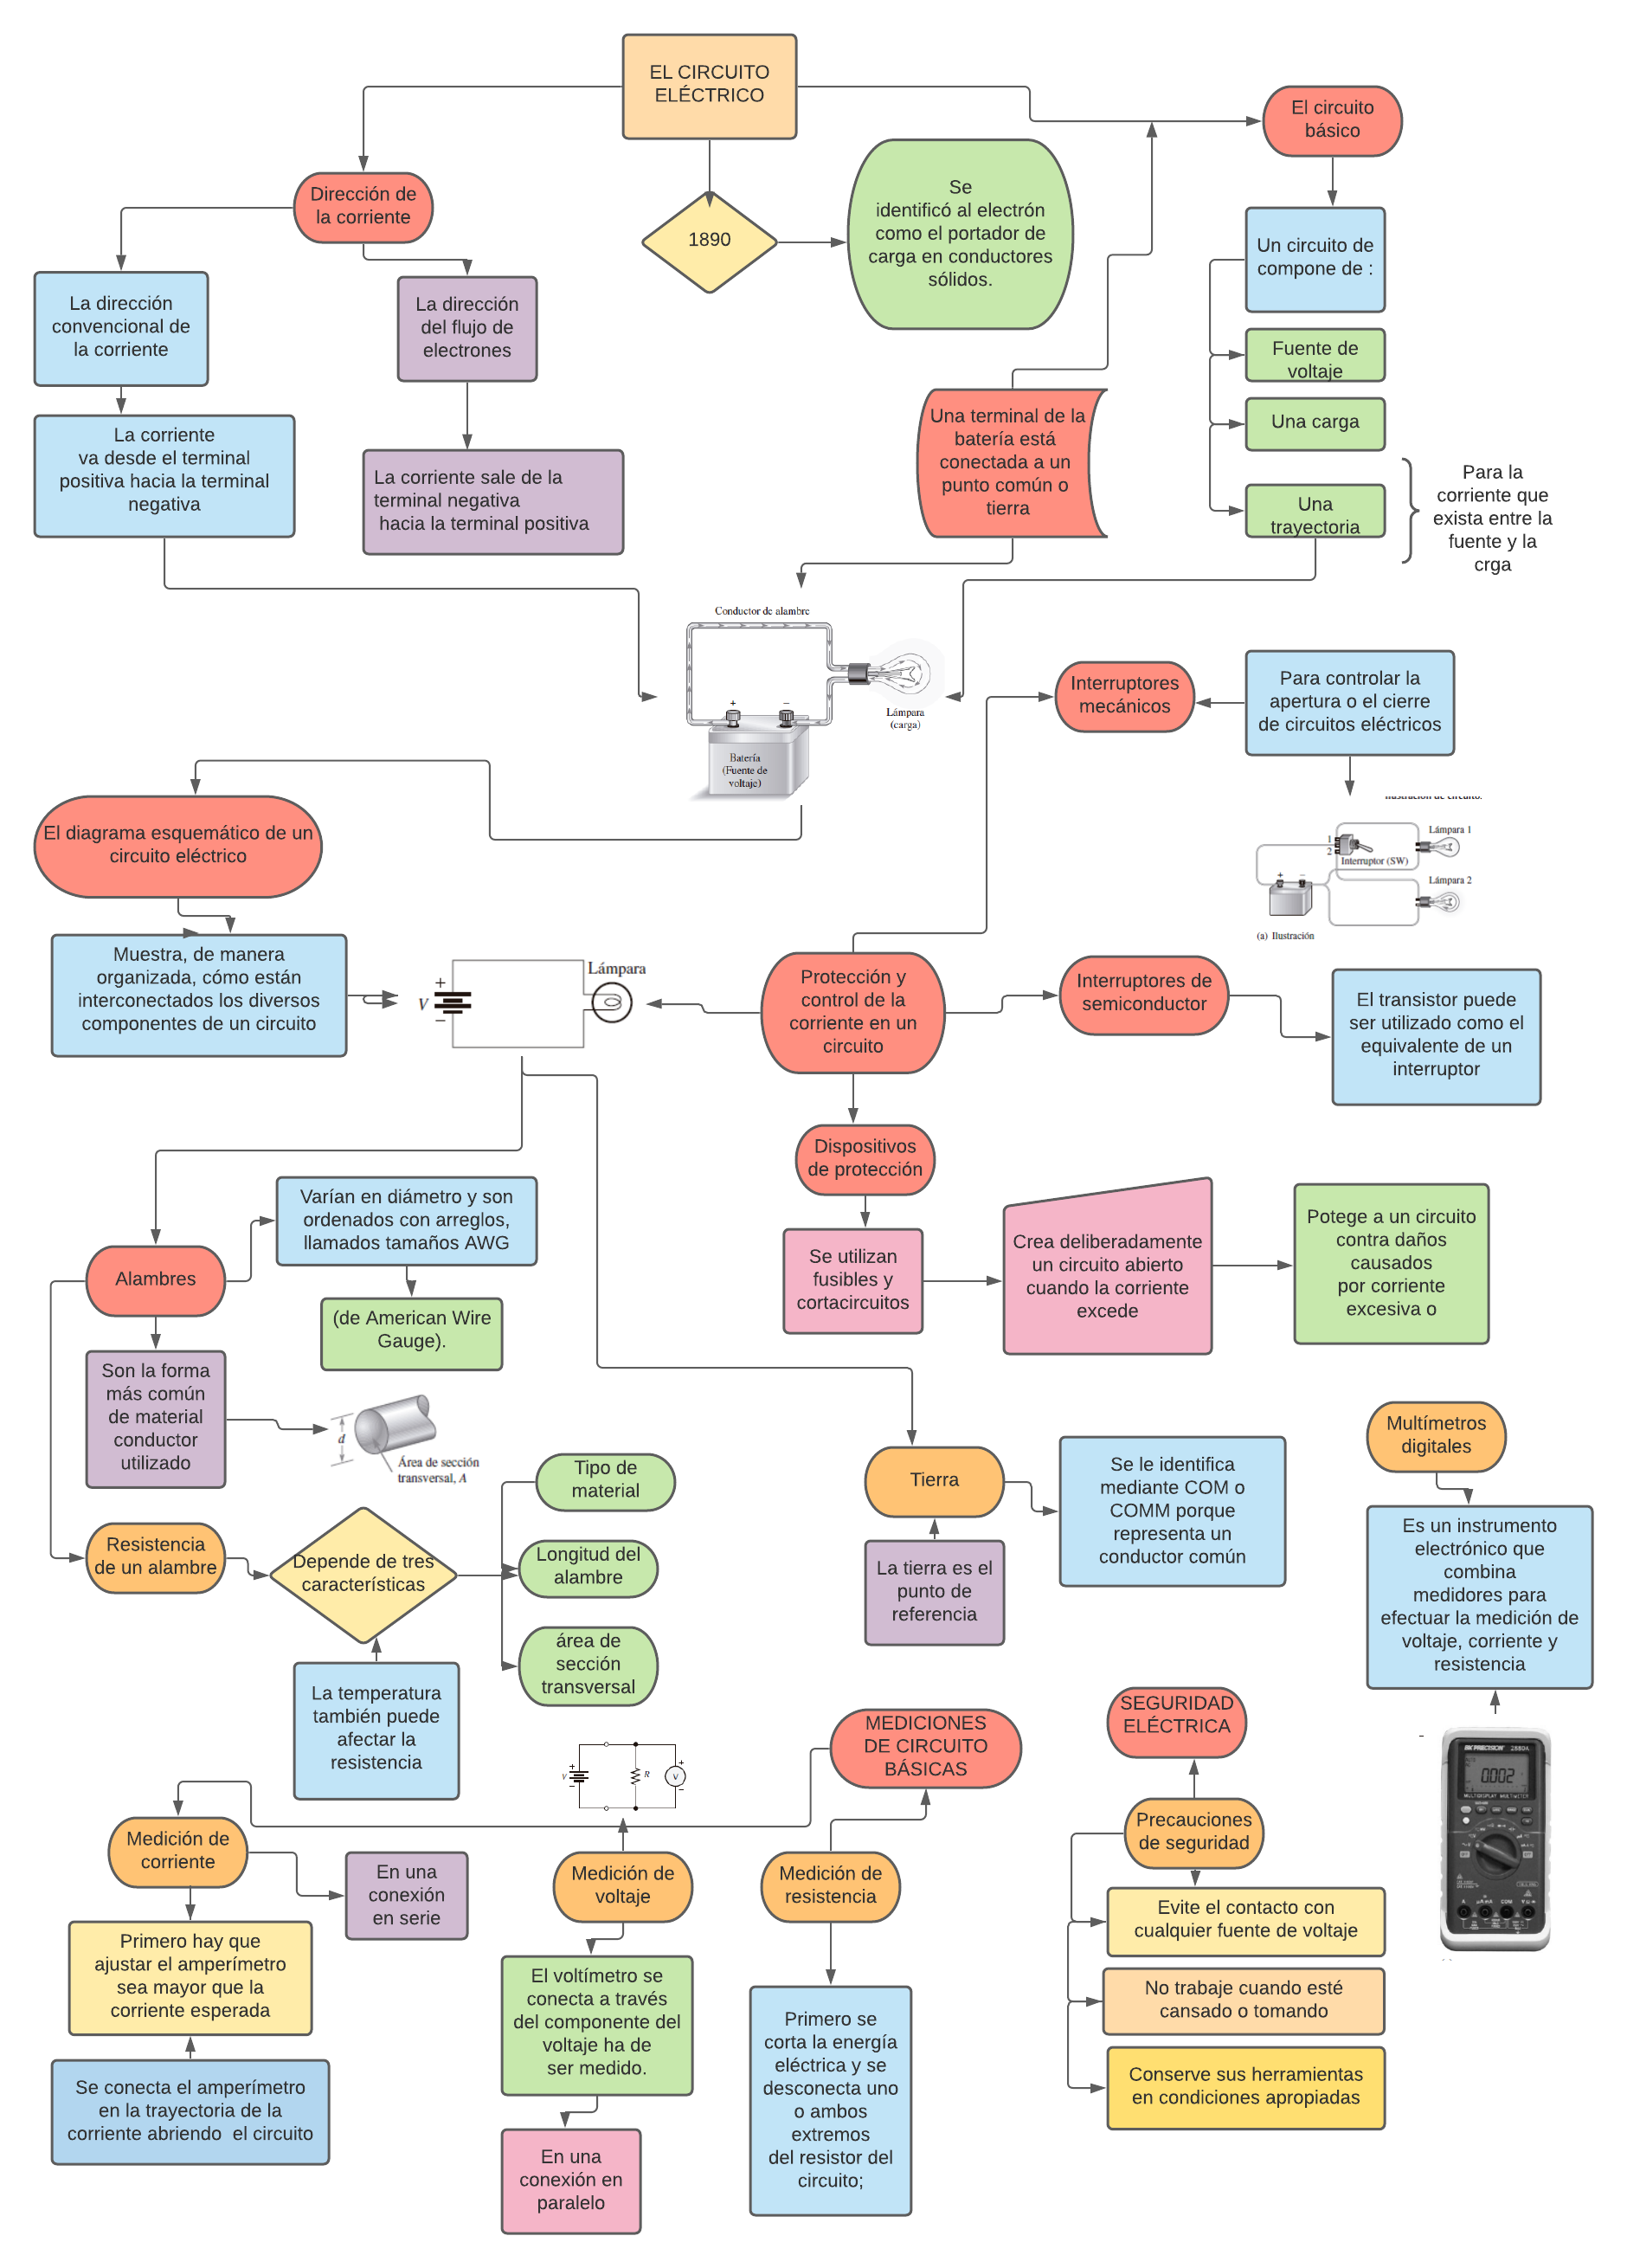 EL CIRCUITO
ELÉCTRICO
El circuito
básico
Dirección de
la corriente
1890
Se
identificó al electrón
como el portador de
carga en conductores
sólidos.
Un circuito de
compone de :
La dirección
convencional de
la corriente
La dirección
del flujo de
electrones
Fuente de
voltaje
Una carga
Una
trayectoria
Para la
corriente que
exista entre la
fuente y la
crga
La corriente
va desde el terminal
positiva hacia la terminal
negativa
La corriente sale de la
terminal negativa
hacia la terminal positiva
Una terminal de la
batería está
conectada a un
punto común o
tierra
Conductor de alambre
+ −
Lámpara
(carga)
Batería
(Fuente de
voltaje)
Interruptores
mecánicos
Para controlar la
apertura o el cierre
de circuitos eléctricos
Ilustración de circuito.
1
2
Interruptor (SW)
Lámpara 1
Lámpara 2
+ −
(a) Ilustración
El diagrama esquemático de un
circuito eléctrico
Muestra, de manera
organizada, cómo están
interconectados los diversos
componentes de un circuito
Lámpara
+
V
−
Protección y
control de la
corriente en un
circuito
Interruptores de
semiconductor
El transistor puede
ser utilizado como el
equivalente de un
interruptor
Dispositivos
de protección
Se utilizan
fusibles y
cortacircuitos
Crea deliberadamente
un circuito abierto
cuando la corriente
excede
Potege a un circuito
contra daños
causados
por corriente
excesiva o
Alambres
Varían en diámetro y son
ordenados con arreglos,
llamados tamaños AWG
(de American Wire
Gauge).
Son la forma
más común
de material
conductor
utilizado
d
Área de sección
transversal, A
Resistencia
de un alambre
Depende de tres
características
Tipo de
material
Longitud del
alambre
área de
sección
transversal
La temperatura
también puede
afectar la
resistencia
Tierra
Se le identifica
mediante COM o
COMM porque
representa un
conductor común
La tierra es el
punto de
referencia
Multímetros
digitales
Es un instrumento
electrónico que
combina
medidores para
efectuar la medición de
voltaje, corriente y
resistencia
BK PRECISION 2880A
0.002
MULTIDISPLAY MULTIMETER
A µA mA COM
MEDICIONES
DE CIRCUITO
BÁSICAS
V
+
−
R
V
+
−
Medición de
corriente
En una
conexión
en serie
Primero hay que
ajustar el amperímetro
sea mayor que la
corriente esperada
Se conecta el amperímetro
en la trayectoria de la
corriente abriendo  el circuito
Medición de
voltaje
El voltímetro se
conecta a través
del componente del
voltaje ha de
ser medido.
En una
conexión en
paralelo
Medición de
resistencia
Primero se
corta la energía
eléctrica y se
desconecta uno
o ambos
extremos
del resistor del
circuito;
SEGURIDAD
ELÉCTRICA
Precauciones
de seguridad
Evite el contacto con
cualquier fuente de voltaje
No trabaje cuando esté
cansado o tomando
Conserve sus herramientas
en condiciones apropiadas